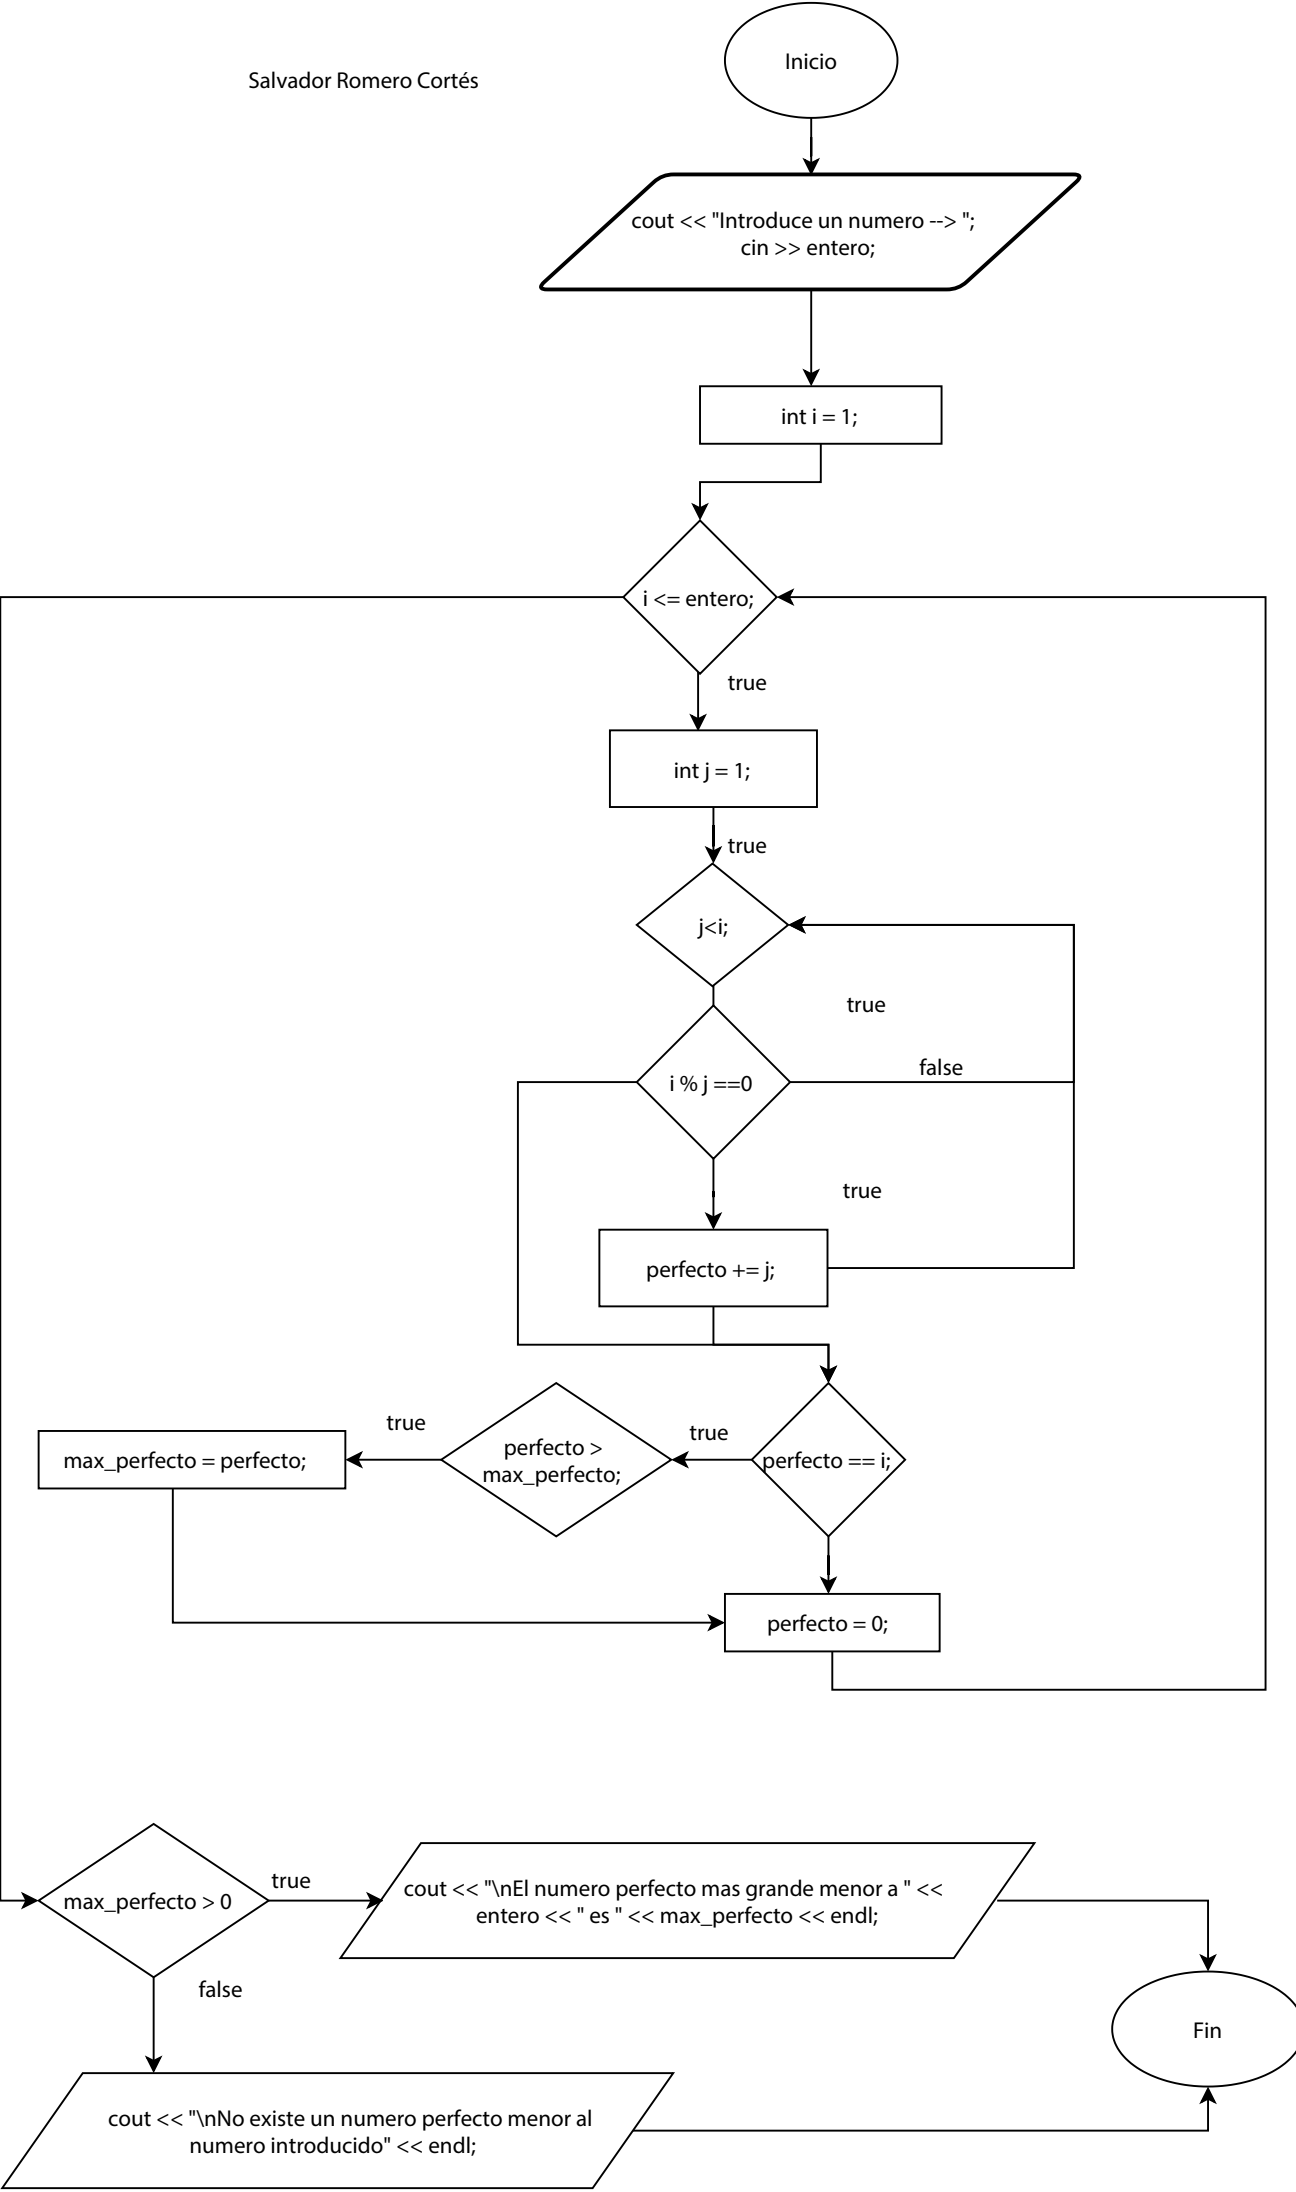 Inicio
Salvador Romero Cortés
cout << "Introduce un numero --> ";
cin >> entero;
int i = 1;
i <= entero;
true
int j = 1;
true
j<i;
true
false
i % j ==0
true
perfecto += j;
true
true
perfecto >
max_perfecto;
max_perfecto = perfecto;
perfecto == i;
perfecto = 0;
true
cout << "\nEl numero perfecto mas grande menor a " <<
entero << " es " << max_perfecto << endl;
max_perfecto > 0
false
Fin
cout << "\nNo existe un numero perfecto menor al
numero introducido" << endl;